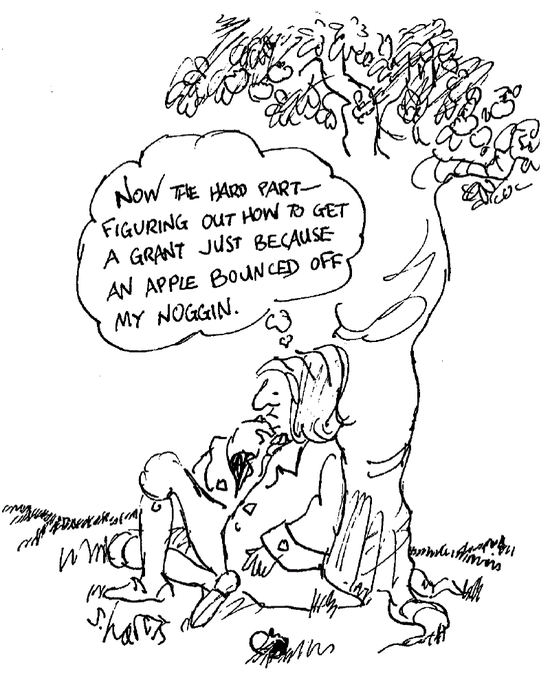 NOW THE HARD PART—
FIGURING OUT HOW TO GET
A GRANT JUST BECAUSE
AN APPLE BOUNCED OFF
MY NOGGIN.
S. Harris